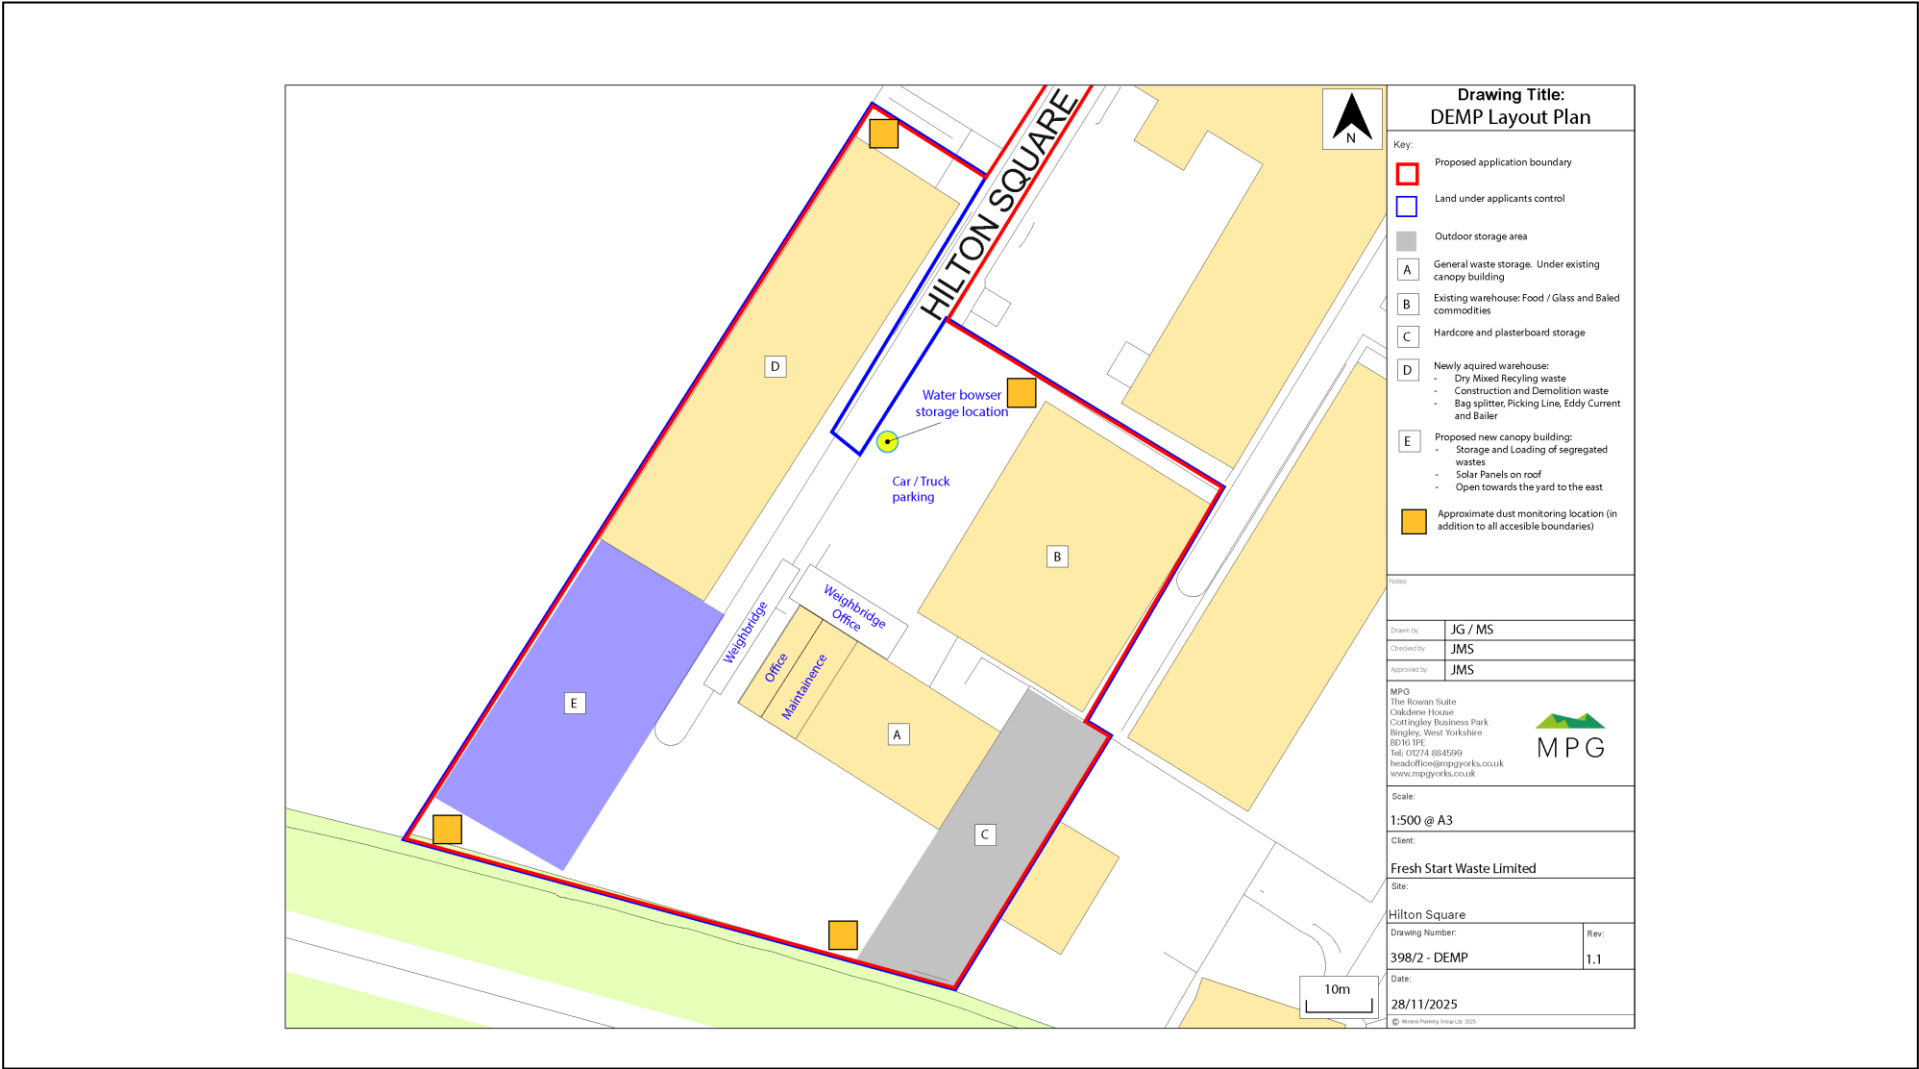 HILTON SQUARE
N
D
Water bowser
storage location
Car / Truck
parking
B
Weighbridge
Weighbridge
Office
Office
Maintainence
A
E
C
10m
Drawing Title:
DEMP Layout Plan
Key:
Proposed application boundary
Land under applicants control
Outdoor storage area
A
General waste storage. Under existing
canopy building
B
Existing warehouse: Food / Glass and Baled
commodities
C
Hardcore and plasterboard storage
D
Newly aquired warehouse:
- Dry Mixed Recyling waste
- Construction and Demolition waste
- Bag splitter, Picking Line, Eddy Current
and Bailer
E
Proposed new canopy building:
- Storage and Loading of segregated
wastes
- Solar Panels on roof
- Open towards the yard to the east
Approximate dust monitoring location (in
addition to all accesible boundaries)
Notes:
Drawn by: JG / MS
Checked by: JMS
Approved by: JMS
MPG
The Rowan Suite
Oakdene House
Cottingley Business Park
Bingley, West Yorkshire
BD16 1PE
Tel: 01274 884599
headoffice@mpgyorks.co.uk
www.mpgyorks.co.uk
MPG
Scale:
1:500 @ A3
Client:
Fresh Start Waste Limited
Site:
Hilton Square
Drawing Number:
398/2 - DEMP
Rev:
1.1
Date:
28/11/2025
© Mineral Planning Group Ltd. 2025